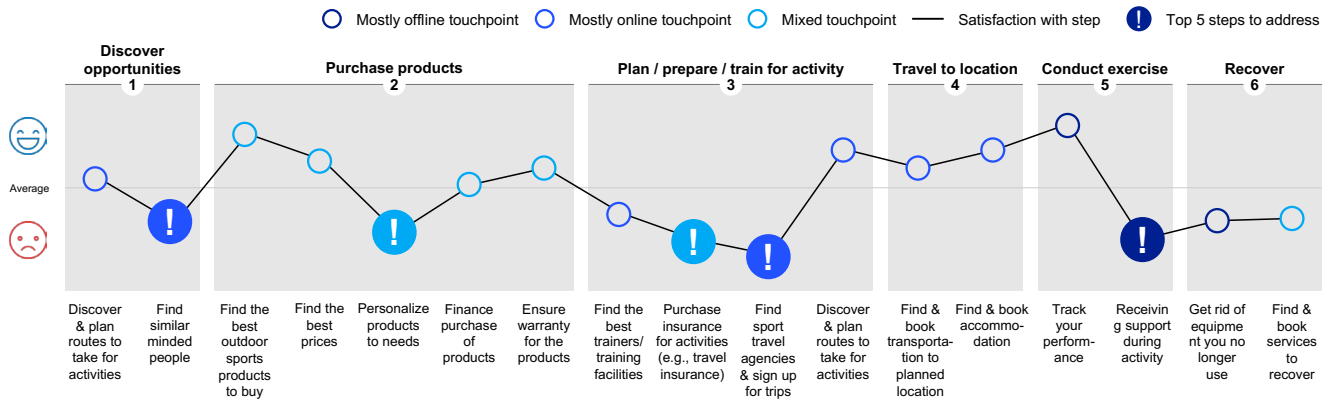 Mostly offline touchpoint
Mostly online touchpoint
Mixed touchpoint
Satisfaction with step
! Top 5 steps to address
Discover
opportunities
1
Purchase products
2
Plan / prepare / train for activity
3
Travel to location
4
Conduct exercise
5
Recover
6
Average
!
!
!
!
!
Discover
& plan
routes to
take for
activities
Find
similar
minded
people
Find the
best
outdoor
sports
products
to buy
Find the
best
prices
Personalize
products
to needs
Finance
purchase
of
products
Ensure
warranty
for the
products
Find the
best
trainers/
training
facilities
Purchase
insurance
for activities
(e.g., travel
insurance)
Find
sport
travel
agencies
& sign up
for trips
Discover
& plan
routes to
take for
activities
Find &
book
transporta-
tion to
planned
location
Find & book
accommo-
dation
Track
your
perform-
ance
Receivin
g support
during
activity
Get rid of
equipme
nt you no
longer
use
Find &
book
services
to
recover